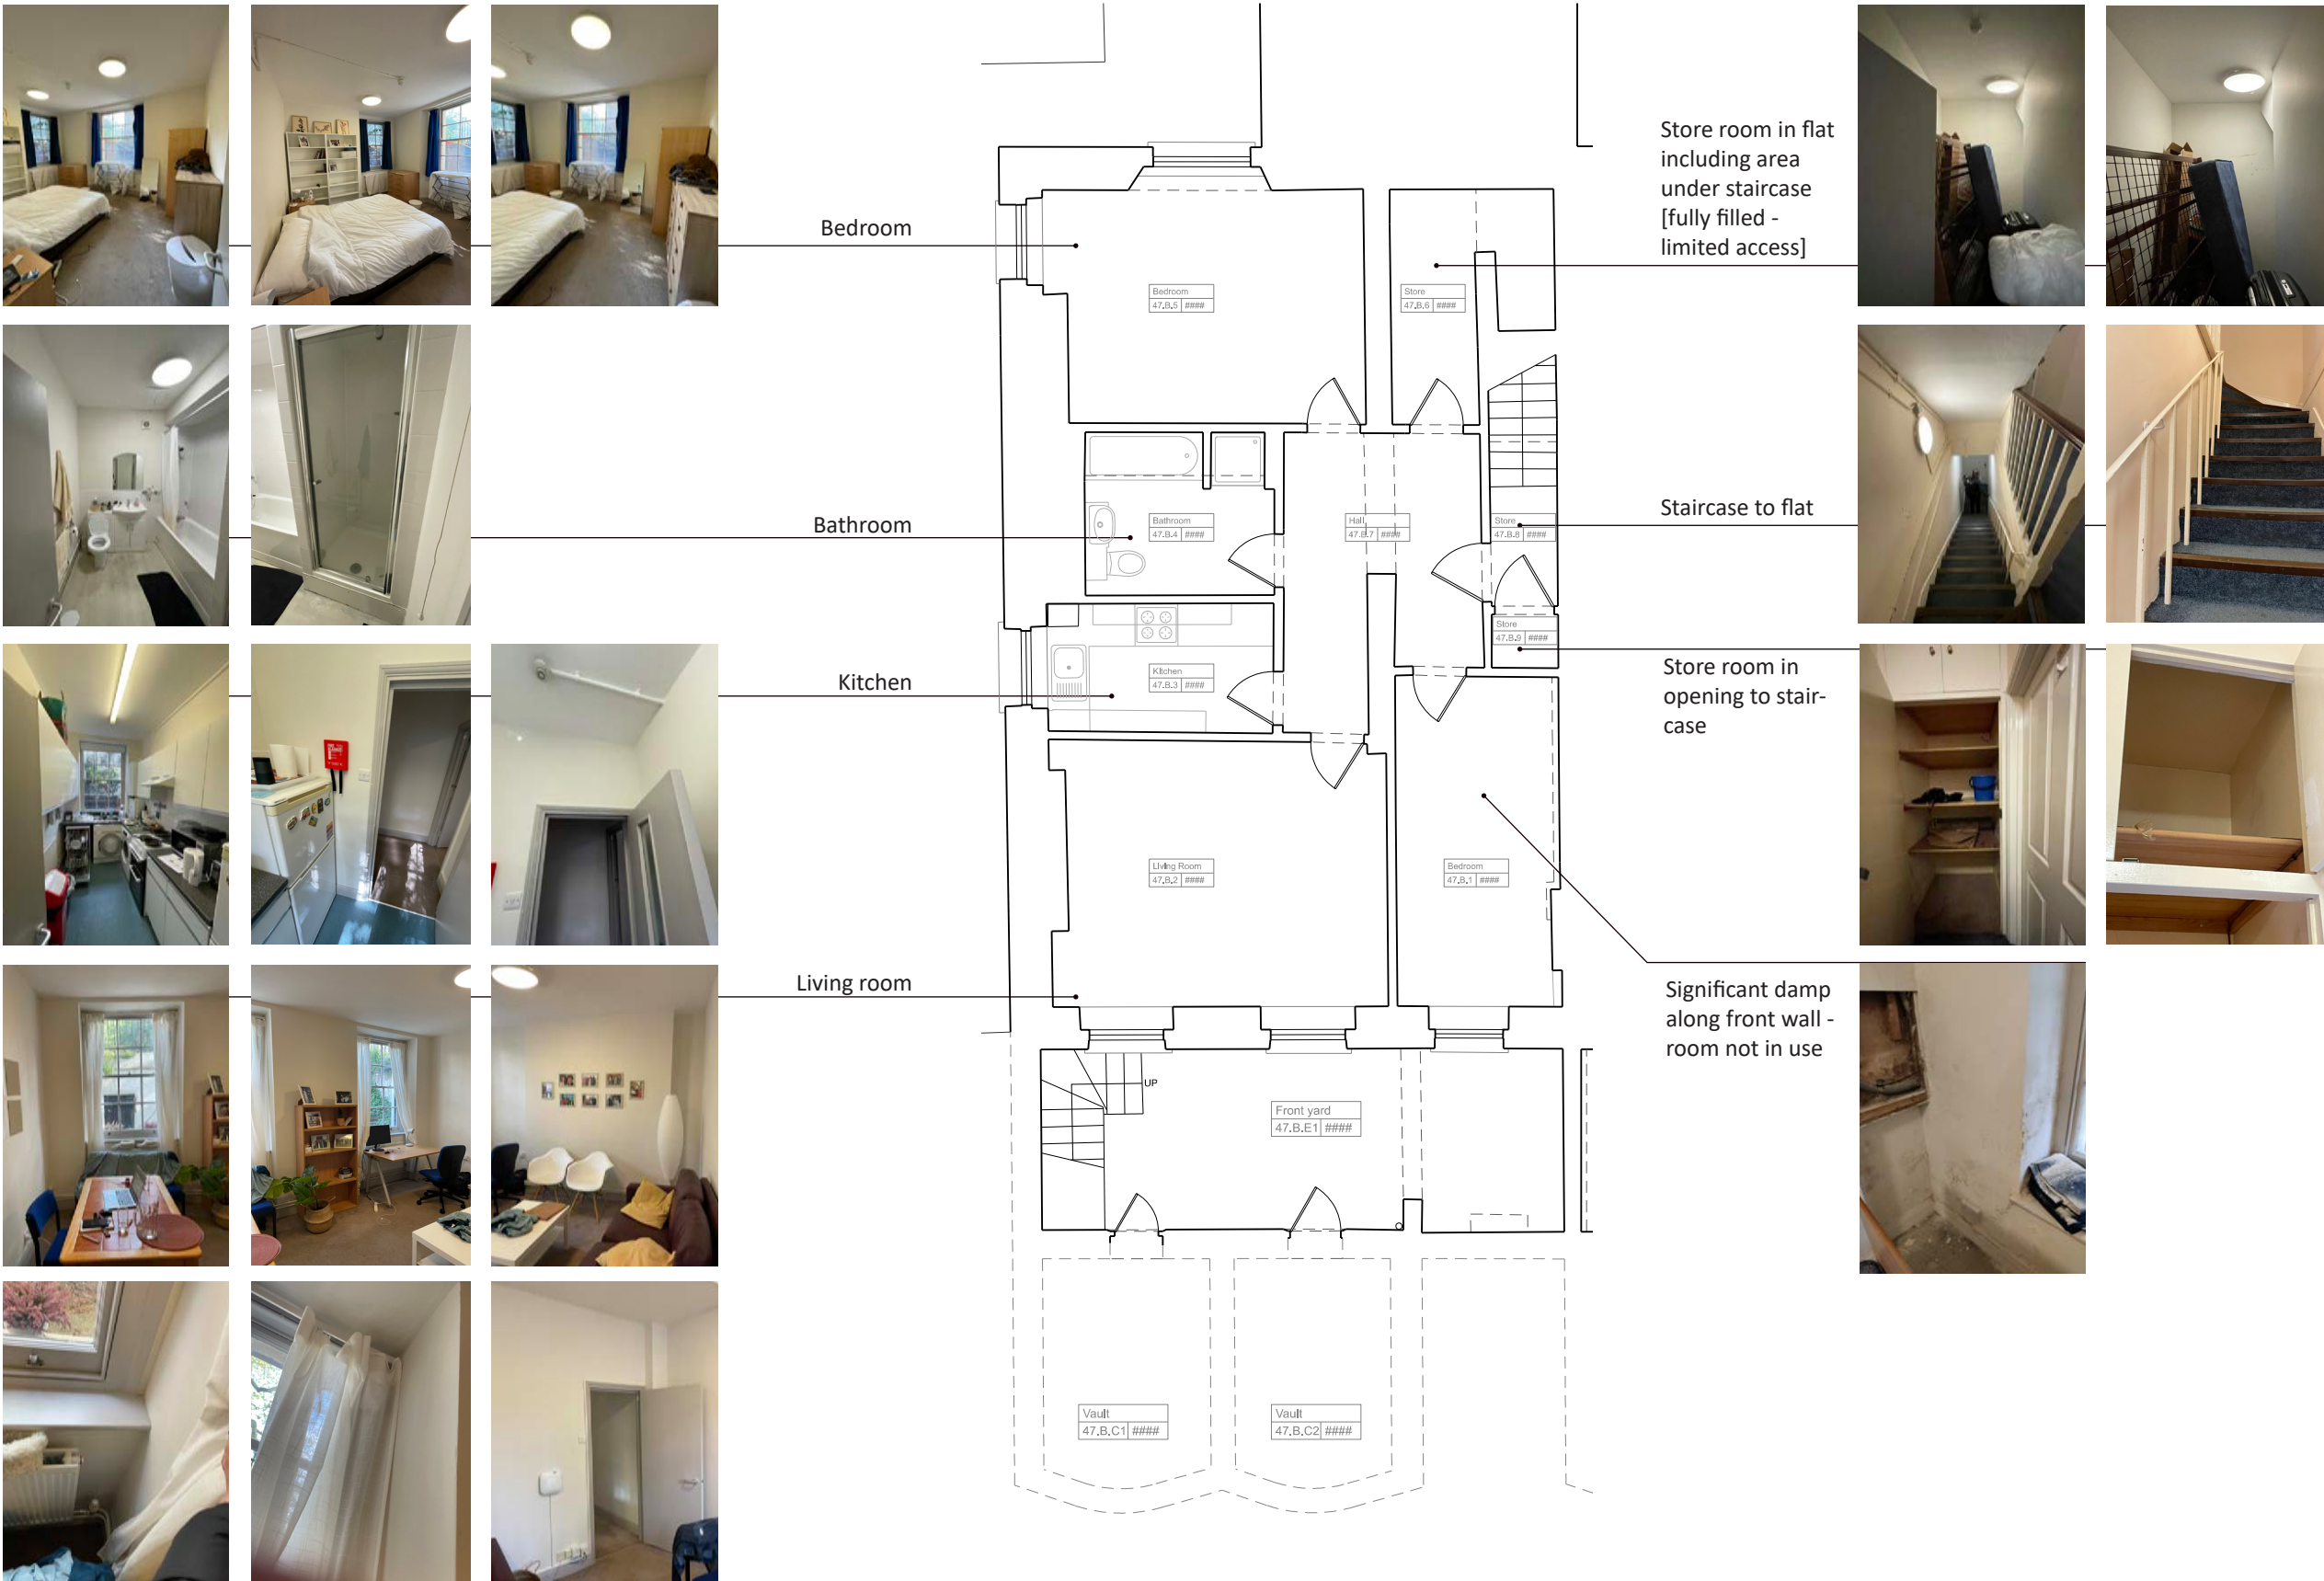 Bedroom
Bathroom
Kitchen
Living room
Bedroom
47.B.5 ####
Store
47.B.6 ####
Bathroom
47.B.4 ####
Hall
47.B.7 ####
Store
47.B.8 ####
Store
47.B.9 ####
Kitchen
47.B.3 ####
Living Room
47.B.2 ####
Bedroom
47.B.1 ####
UP
Front yard
47.B.E1 ####
Vault
47.B.C1 ####
Vault
47.B.C2 ####
Store room in flat
including area
under staircase
[fully filled -
limited access]
Staircase to flat
Store room in
opening to stair-
case
Significant damp
along front wall -
room not in use